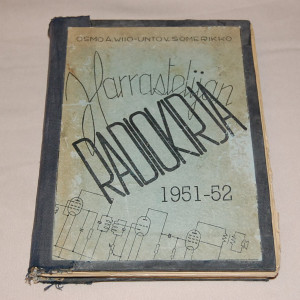 OSMO A. WIIO - UNTO V. SOMERIKKO
Harrastelijan
RADIOKIRJA
1951-52